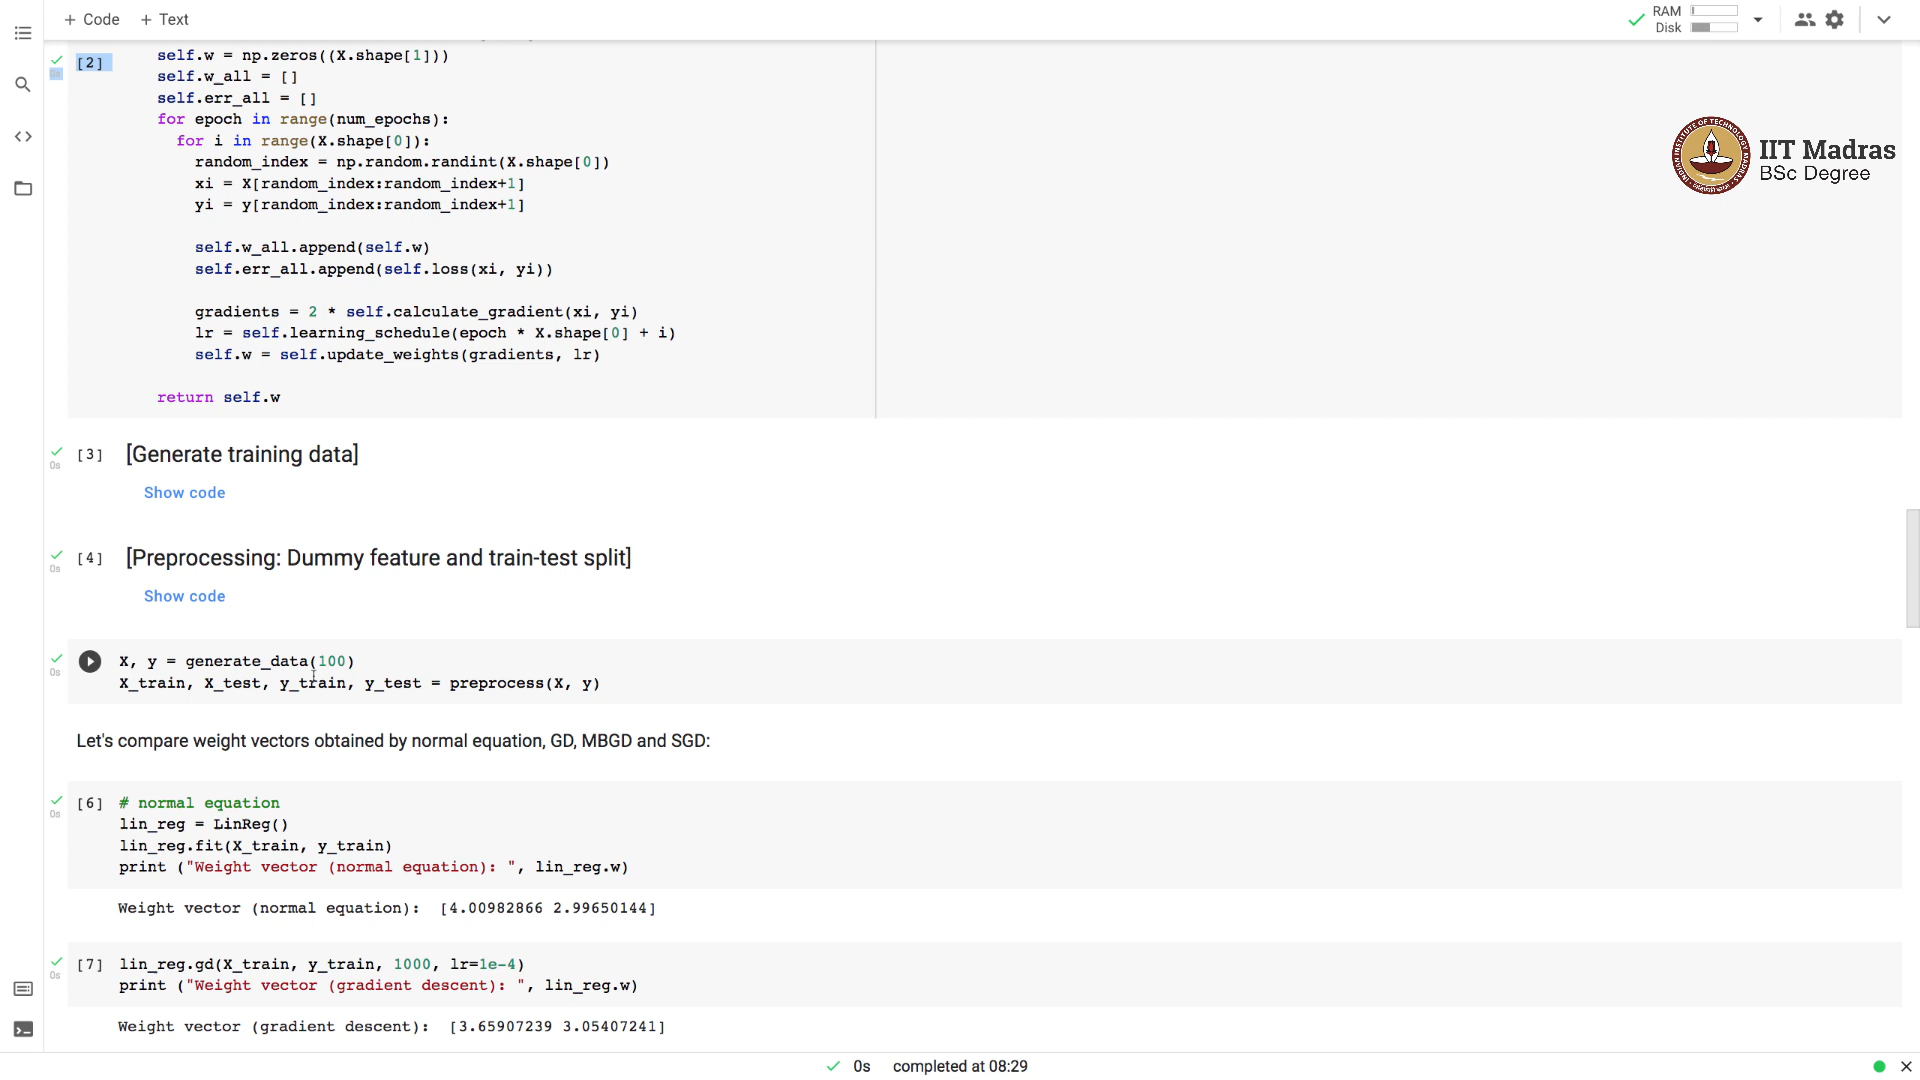 + Code + Text
RAM
Disk
[2] self.w = np.zeros((X.shape[1]))
self.w_all = []
self.err_all = []
for epoch in range(num_epochs):
for i in range(X.shape[0]):
random_index = np.random.randint(X.shape[0])
xi = X[random_index:random_index+1]
yi = y[random_index:random_index+1]
self.w_all.append(self.w)
self.err_all.append(self.loss(xi, yi))
gradients = 2 * self.calculate_gradient(xi, yi)
lr = self.learning_schedule(epoch * X.shape[0] + i)
self.w = self.update_weights(gradients, lr)
return self.w
IIT Madras
BSc Degree
[3] [Generate training data]
0s
Show code
[4] [Preprocessing: Dummy feature and train-test split]
0s
Show code
X, y = generate_data(100)
0s
X_train, X_test, y_train, y_test = preprocess(X, y)
Let's compare weight vectors obtained by normal equation, GD, MBGD and SGD:
[6] # normal equation
0s
lin_reg = LinReg()
lin_reg.fit(X_train, y_train)
print ("Weight vector (normal equation): ", lin_reg.w)
Weight vector (normal equation): [4.00982866 2.99650144]
[7] lin_reg.gd(X_train, y_train, 1000, lr=1e-4)
0s
print ("Weight vector (gradient descent): ", lin_reg.w)
Weight vector (gradient descent): [3.65907239 3.05407241]
0s completed at 08:29